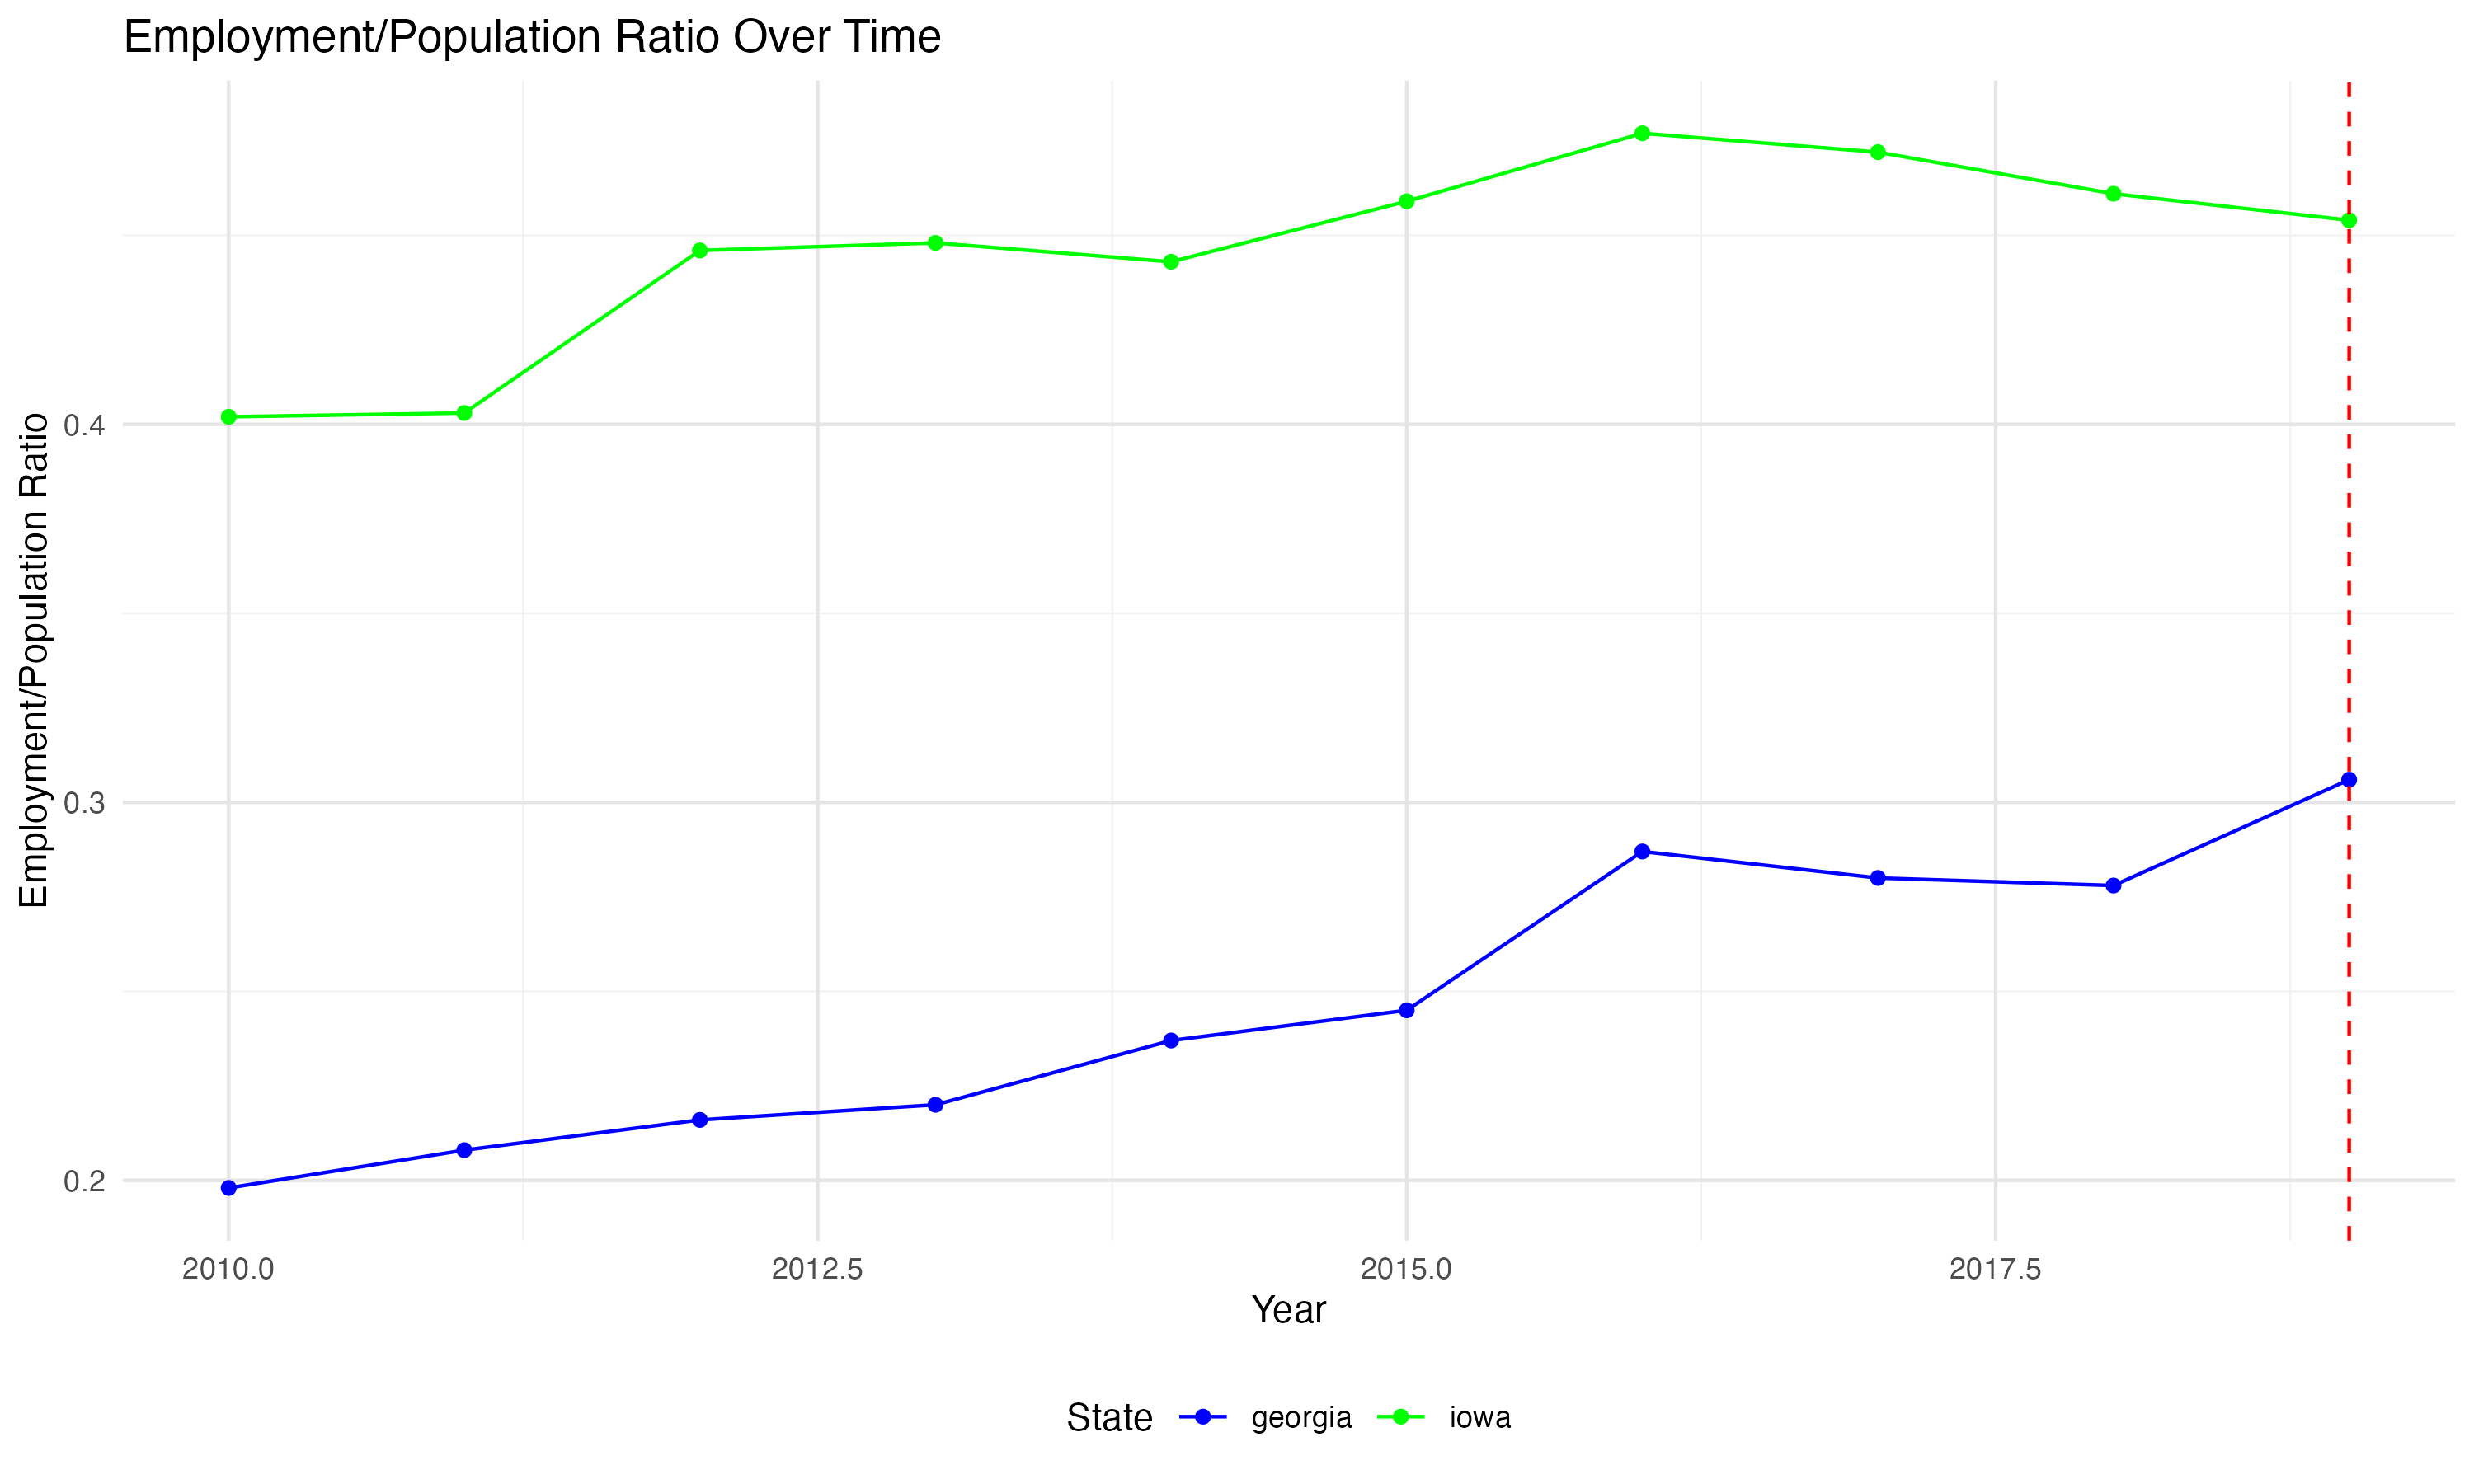 Employment/Population Ratio Over Time
Employment/Population Ratio
0.4
0.3
0.2
2010.0 2012.5 2015.0 2017.5
Year
State georgia iowa